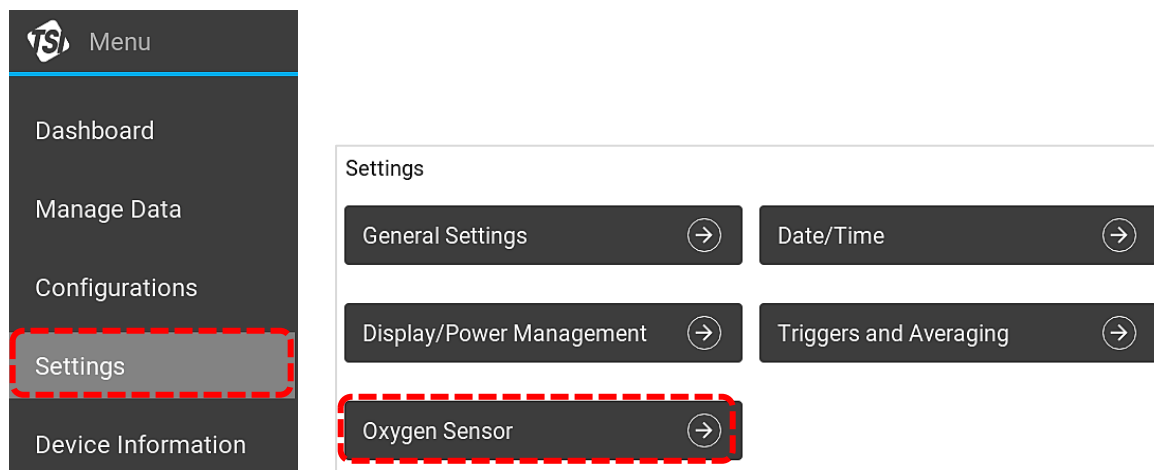 TSI Menu
Dashboard
Manage Data
Configurations
Settings
Device Information
Settings
General Settings
Date/Time
Display/Power Management
Triggers and Averaging
Oxygen Sensor